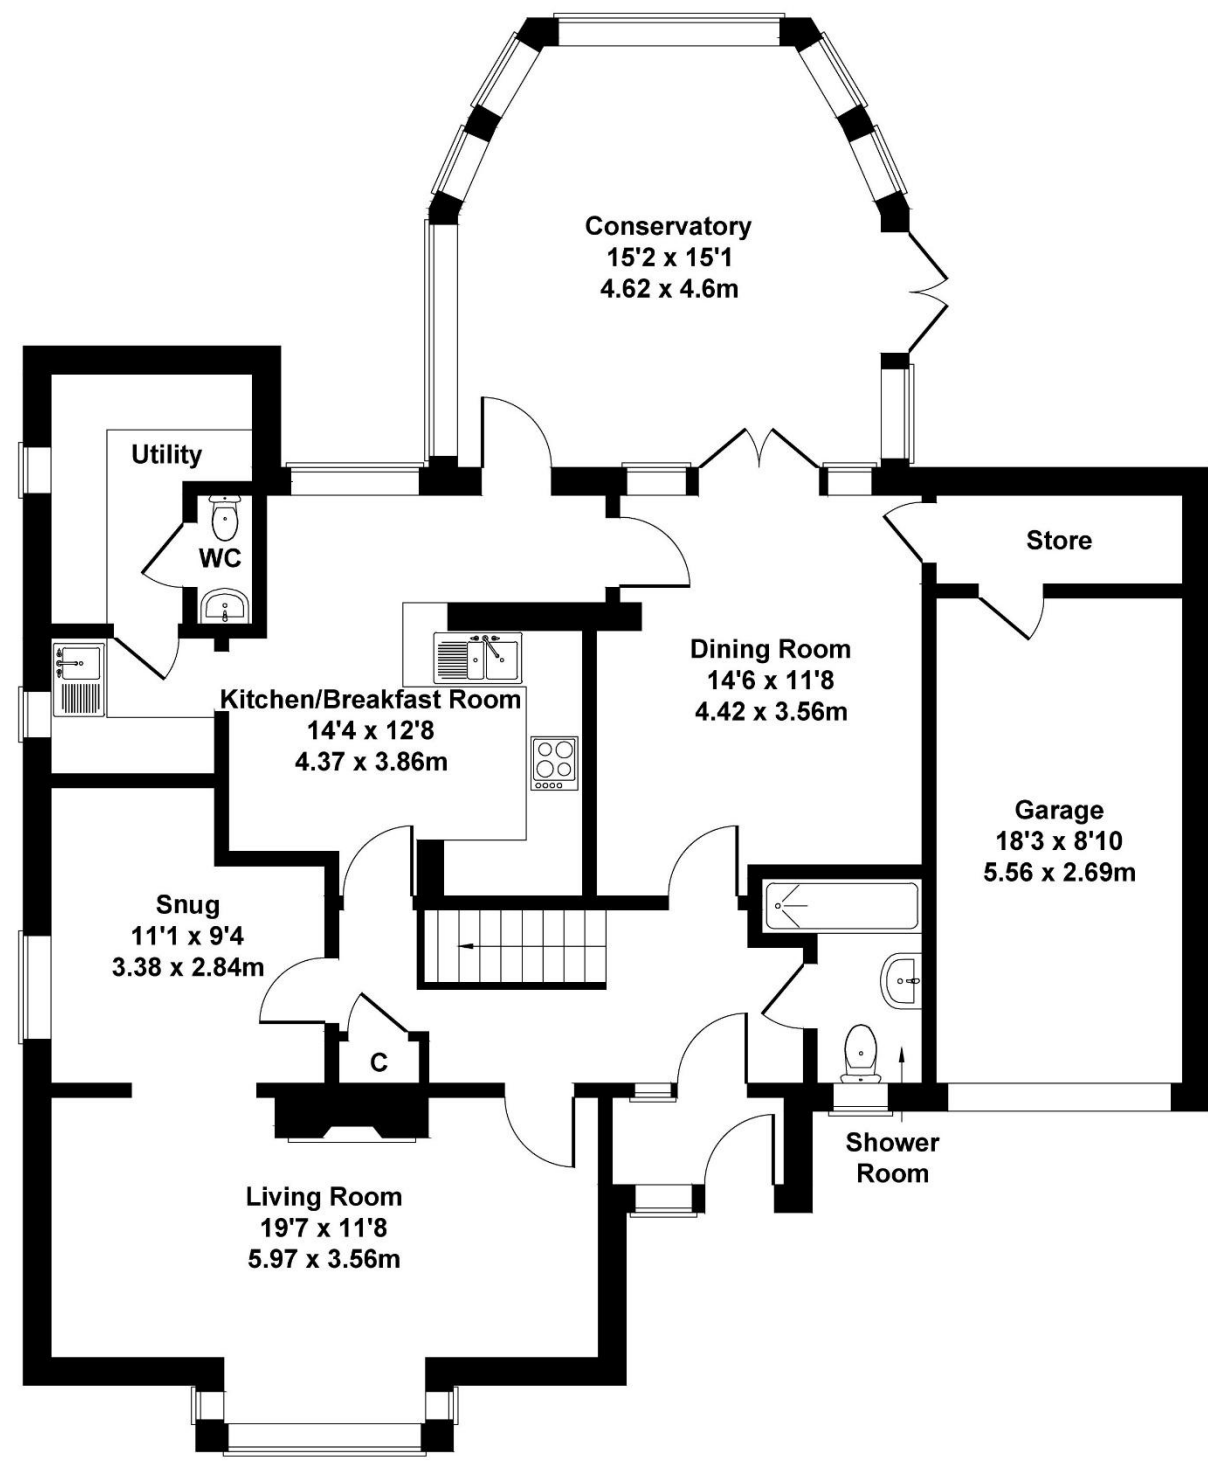 Conservatory
15'2 x 15'1
4.62 x 4.6m
Utility
WC
Store
Dining Room
14'6 x 11'8
4.42 x 3.56m
Kitchen/Breakfast Room
14'4 x 12'8
4.37 x 3.86m
Garage
18'3 x 8'10
5.56 x 2.69m
Snug
11'1 x 9'4
3.38 x 2.84m
C
Shower
Room
Living Room
19'7 x 11'8
5.97 x 3.56m